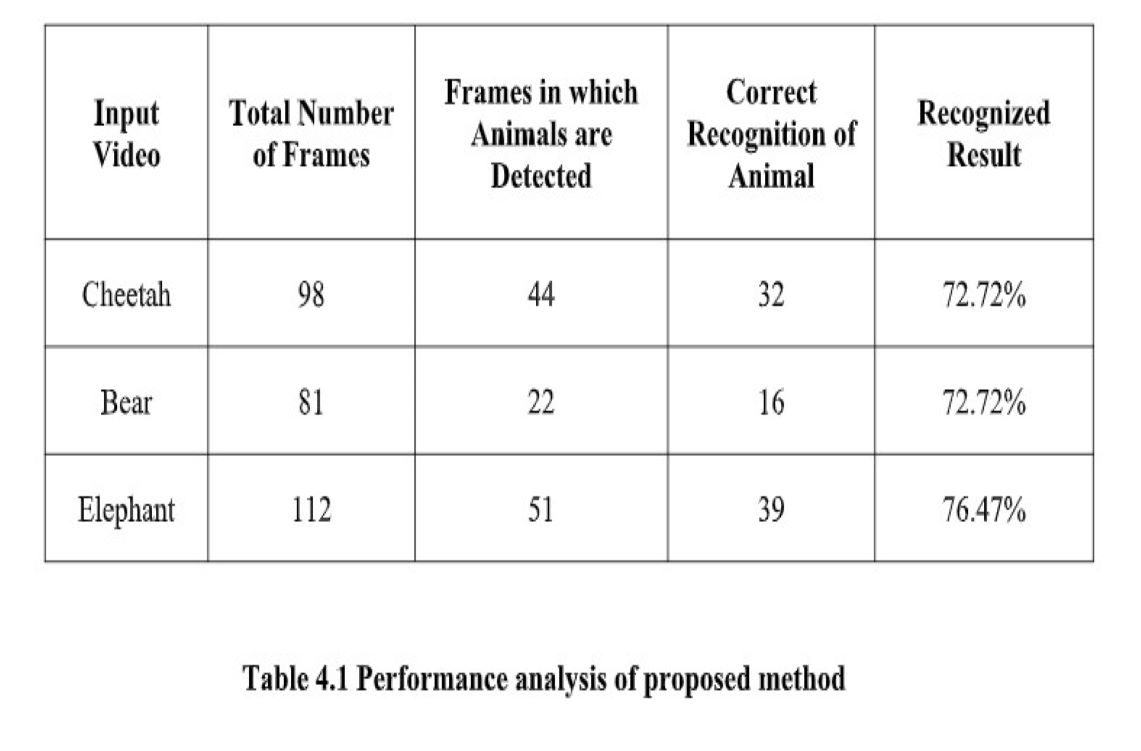 Input Video
Total Number of Frames
Frames in which Animals are Detected
Correct Recognition of Animal
Recognized Result
Cheetah 98 44 32 72.72%
Bear 81 22 16 72.72%
Elephant 112 51 39 76.47%
Table 4.1 Performance analysis of proposed method